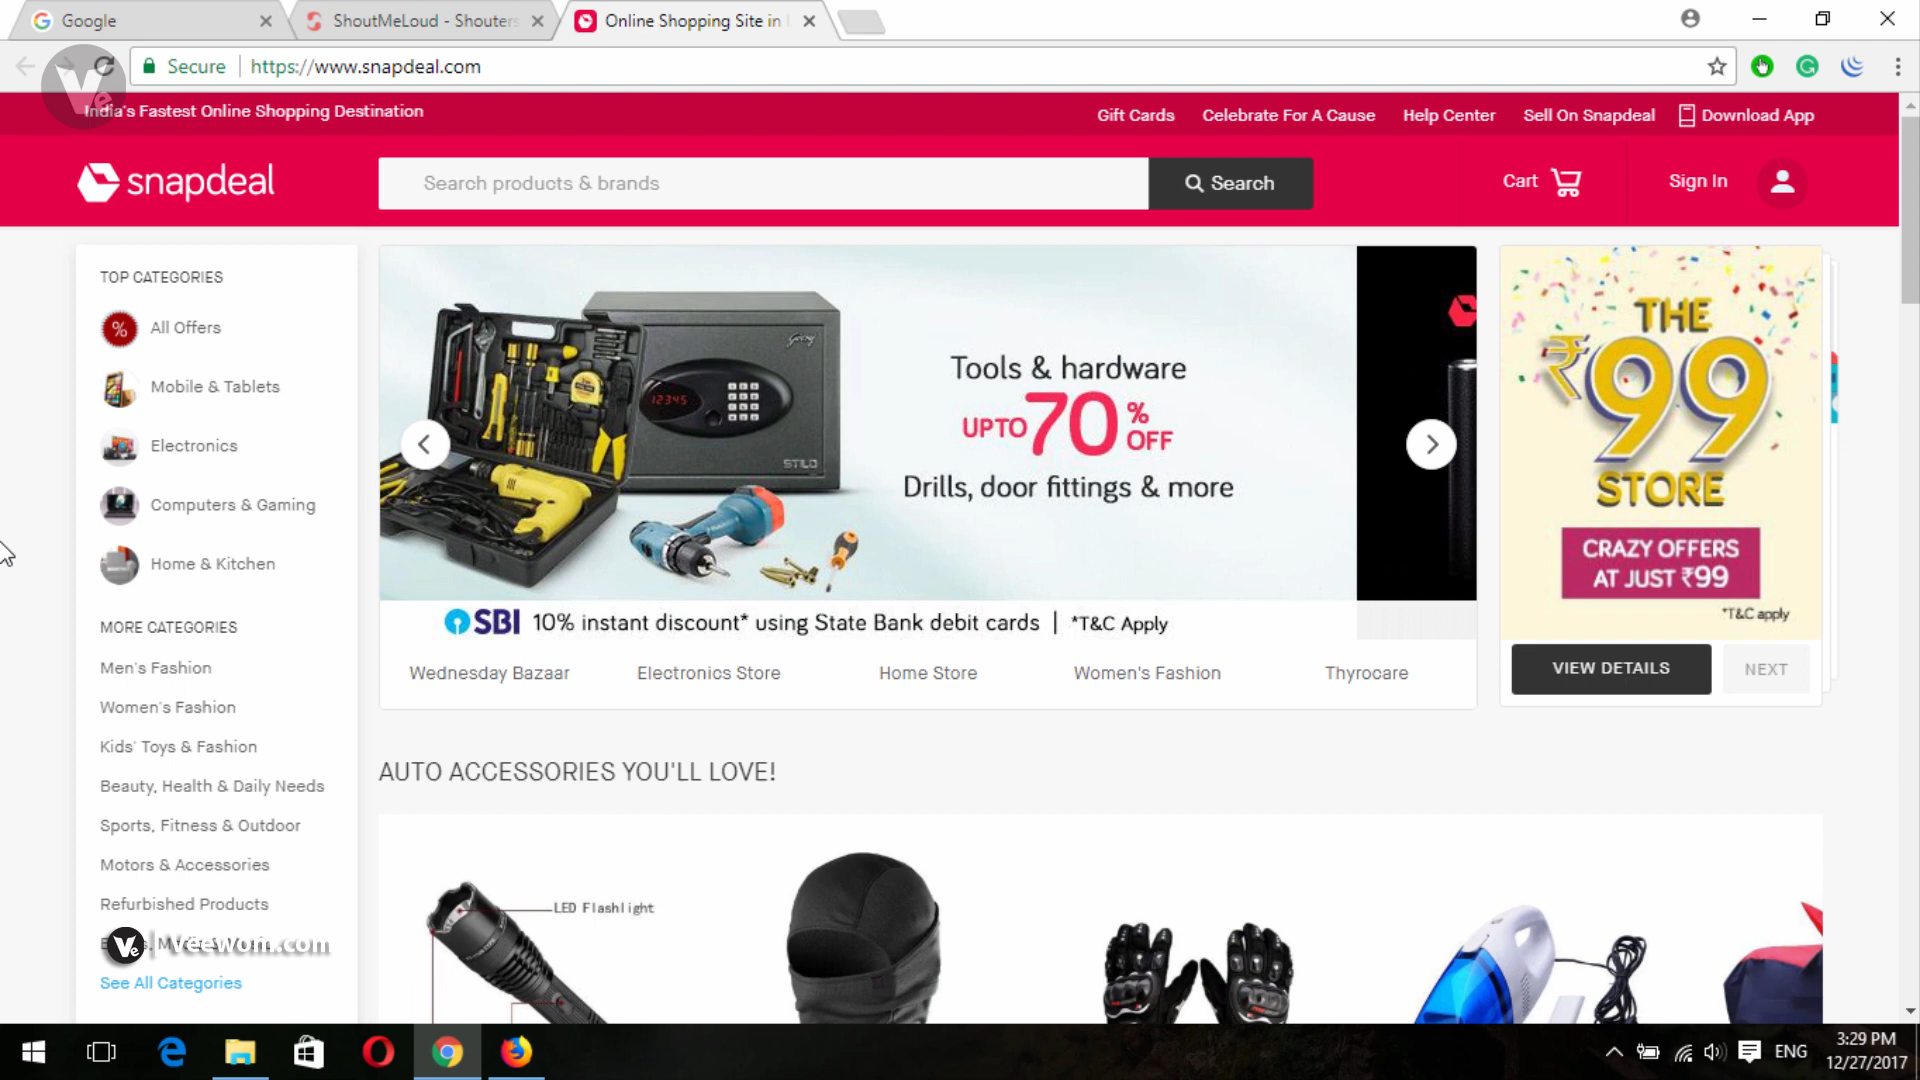 Google
ShoutMeLoud - Shouters
Online Shopping Site in
Secure
https://www.snapdeal.com
Ve
India's Fastest Online Shopping Destination
Gift Cards
Celebrate For A Cause
Help Center
Sell On Snapdeal
Download App
snapdeal
Search products & brands
Search
Cart
Sign In
TOP CATEGORIES
% All Offers
Mobile & Tablets
Electronics
Computers & Gaming
Home & Kitchen
MORE CATEGORIES
Men's Fashion
Women's Fashion
Kids' Toys & Fashion
Beauty, Health & Daily Needs
Sports, Fitness & Outdoor
Motors & Accessories
Refurbished Products
Ve | Veewom.com
See All Categories
Godrej
12345
STILO
Tools & hardware
UPTO 70% OFF
Drills, door fittings & more
SBI 10% instant discount* using State Bank debit cards | *T&C Apply
Wednesday Bazaar
Electronics Store
Home Store
Women's Fashion
Thyrocare
THE
₹99
STORE
CRAZY OFFERS
AT JUST ₹99
*T&C apply
VIEW DETAILS
NEXT
AUTO ACCESSORIES YOU'LL LOVE!
LED Flashlight
ENG
3:29 PM
12/27/2017